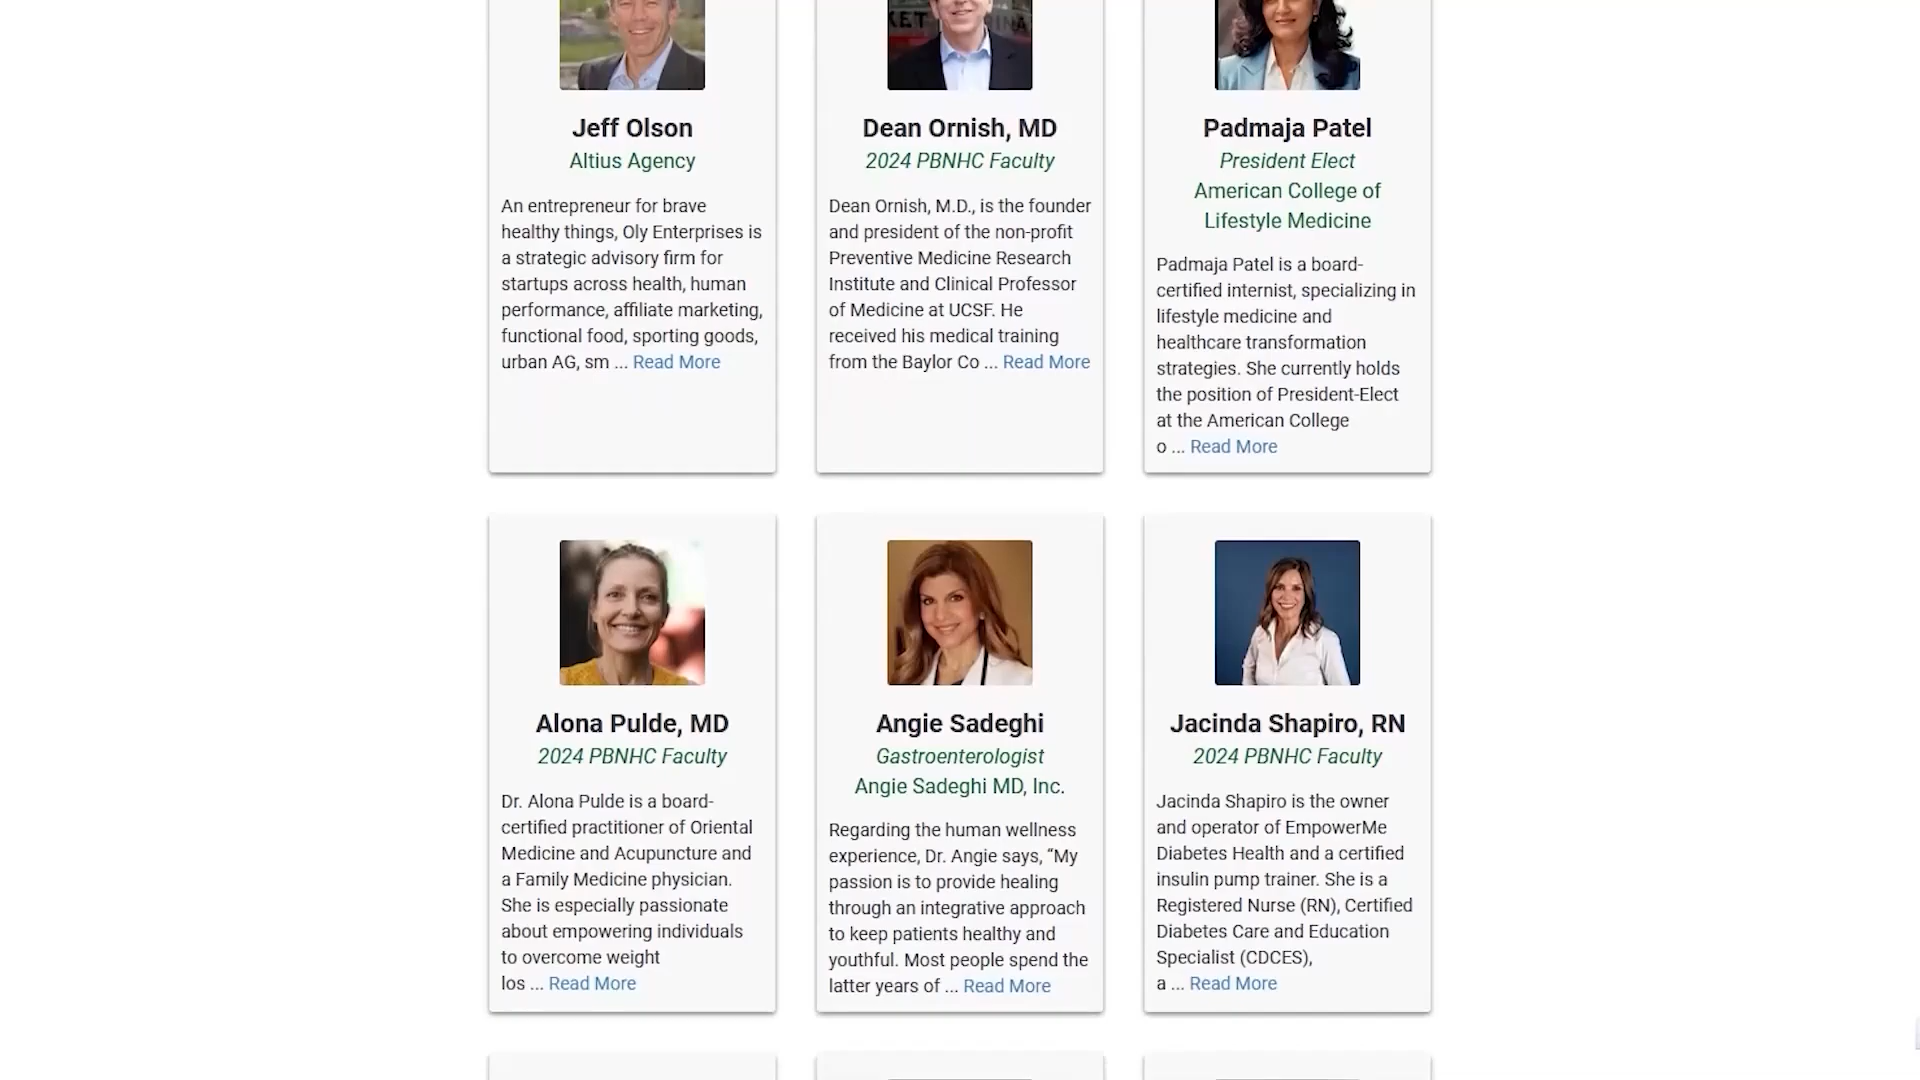 KET
INA
Jeff Olson
Altius Agency
An entrepreneur for brave
healthy things, Oly Enterprises is
a strategic advisory firm for
startups across health, human
performance, affiliate marketing,
functional food, sporting goods,
urban AG, sm ... Read More
Dean Ornish, MD
2024 PBNHC Faculty
Dean Ornish, M.D., is the founder
and president of the non-profit
Preventive Medicine Research
Institute and Clinical Professor
of Medicine at UCSF. He
received his medical training
from the Baylor Co ... Read More
Padmaja Patel
President Elect
American College of
Lifestyle Medicine
Padmaja Patel is a board-
certified internist, specializing in
lifestyle medicine and
healthcare transformation
strategies. She currently holds
the position of President-Elect
at the American College
o ... Read More
Alona Pulde, MD
2024 PBNHC Faculty
Dr. Alona Pulde is a board-
certified practitioner of Oriental
Medicine and Acupuncture and
a Family Medicine physician.
She is especially passionate
about empowering individuals
to overcome weight
los ... Read More
Angie Sadeghi
Gastroenterologist
Angie Sadeghi MD, Inc.
Regarding the human wellness
experience, Dr. Angie says, “My
passion is to provide healing
through an integrative approach
to keep patients healthy and
youthful. Most people spend the
latter years of ... Read More
Jacinda Shapiro, RN
2024 PBNHC Faculty
Jacinda Shapiro is the owner
and operator of EmpowerMe
Diabetes Health and a certified
insulin pump trainer. She is a
Registered Nurse (RN), Certified
Diabetes Care and Education
Specialist (CDCES),
a ... Read More